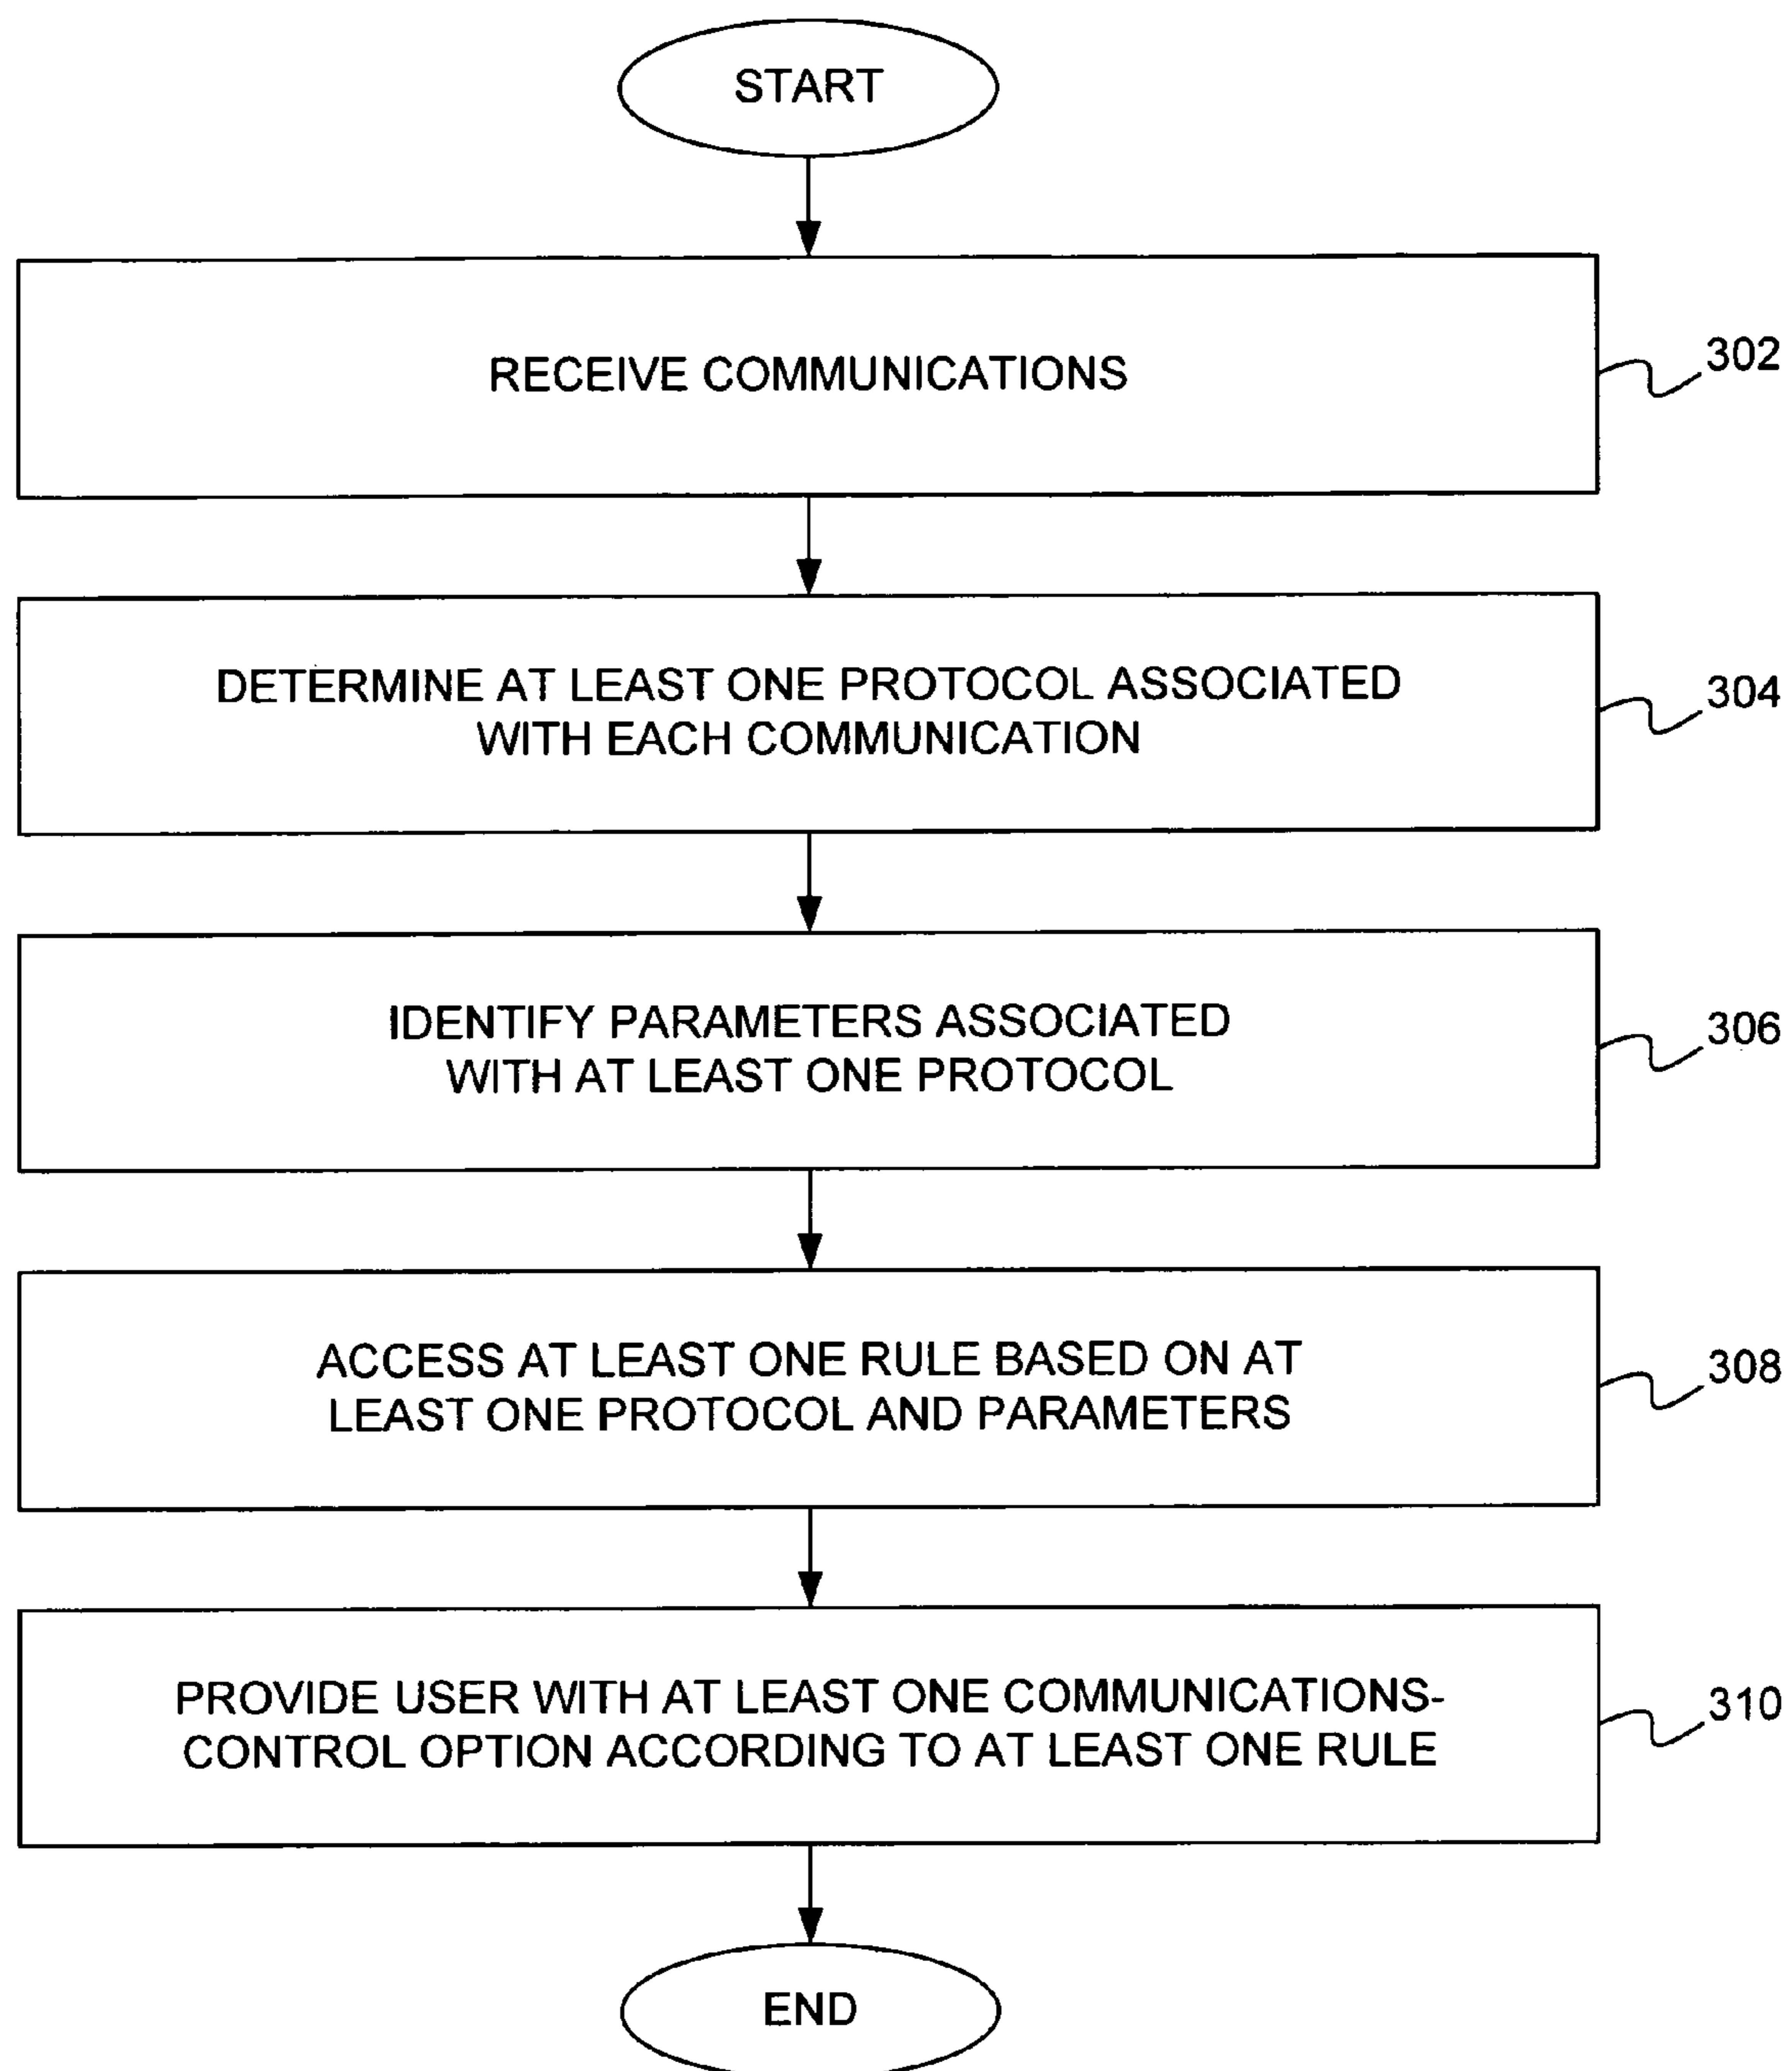 START
RECEIVE COMMUNICATIONS
302
DETERMINE AT LEAST ONE PROTOCOL ASSOCIATED
WITH EACH COMMUNICATION
304
IDENTIFY PARAMETERS ASSOCIATED
WITH AT LEAST ONE PROTOCOL
306
ACCESS AT LEAST ONE RULE BASED ON AT
LEAST ONE PROTOCOL AND PARAMETERS
308
PROVIDE USER WITH AT LEAST ONE COMMUNICATIONS-
CONTROL OPTION ACCORDING TO AT LEAST ONE RULE
310
END